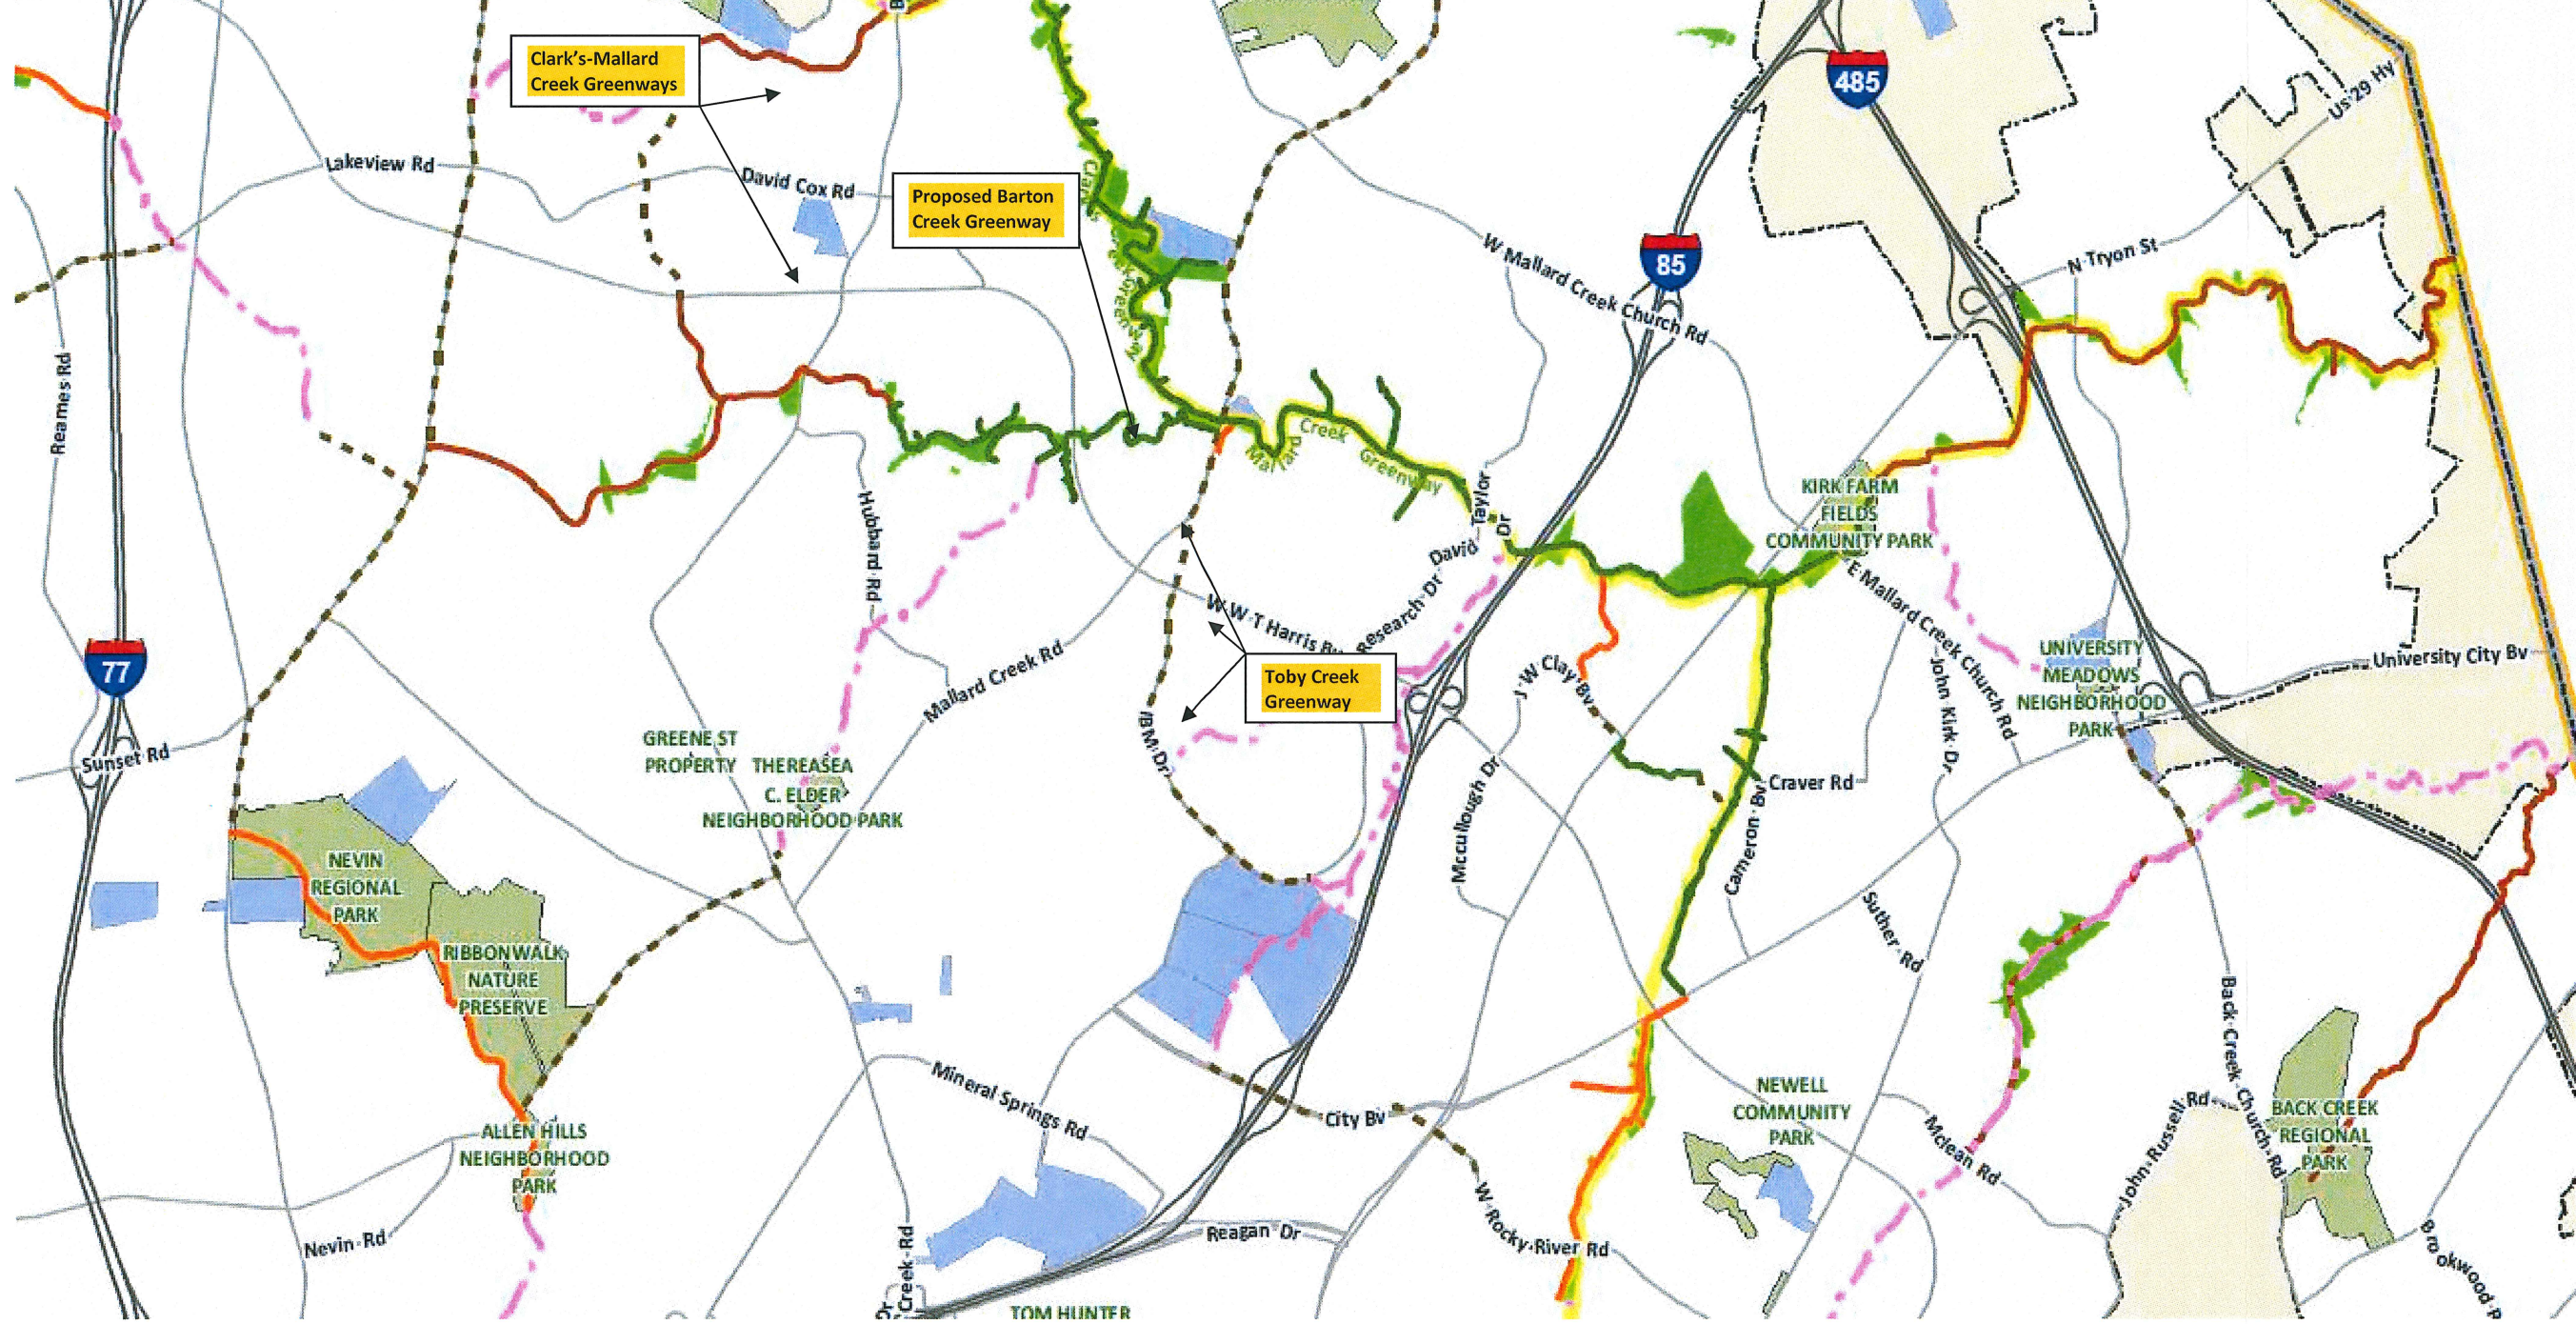 Clark's-Mallard
Creek Greenways
485
Us 29 Hy
Lakeview Rd
David Cox Rd
Proposed Barton
Creek Greenway
85
W Mallard Creek Church Rd
N Tryon St
Reames Rd
Mallard
Creek
Greenway
Hubbard Rd
David
Taylor
Dr
KIRK FARM
FIELDS
COMMUNITY PARK
E Mallard Creek Church Rd
W W T Harris
Research Dr
77
Sunset Rd
Mallard Creek Rd
Toby Creek
Greenway
J W Clay Bv
John Kirk Dr
UNIVERSITY
MEADOWS
NEIGHBORHOOD
PARK
University City Bv
IBM Dr
GREENE ST
PROPERTY
THEREASEA
C. ELDER
NEIGHBORHOOD PARK
Mccullough Dr
Cameron Bv
Craver Rd
NEVIN
REGIONAL
PARK
RIBBONWALK
NATURE
PRESERVE
Suther Rd
Back Creek Church Rd
Mineral Springs Rd
City Bv
NEWELL
COMMUNITY
PARK
Mclean Rd
John Russell Rd
BACK CREEK
REGIONAL
PARK
ALLEN HILLS
NEIGHBORHOOD
PARK
Nevin Rd
Reagan Dr
W Rocky River Rd
Brookwood R
Dr
Creek Rd
TOM HUNTER